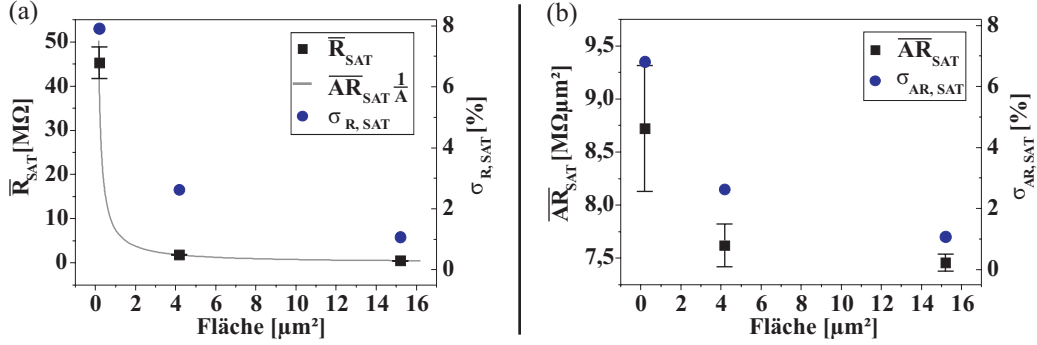 (a)
50
40
30
20
10
0
R̅SAT [MΩ]
0 2 4 6 8 10 12 14 16
Fläche [µm²]
8
6
4
2
0
σR, SAT [%]
R̅SAT
A̅R̅SAT 1/A
σR, SAT
(b)
9,5
9,0
8,5
8,0
7,5
A̅R̅SAT [MΩµm²]
0 2 4 6 8 10 12 14 16
Fläche [µm²]
8
6
4
2
0
σAR, SAT [%]
A̅R̅SAT
σAR, SAT